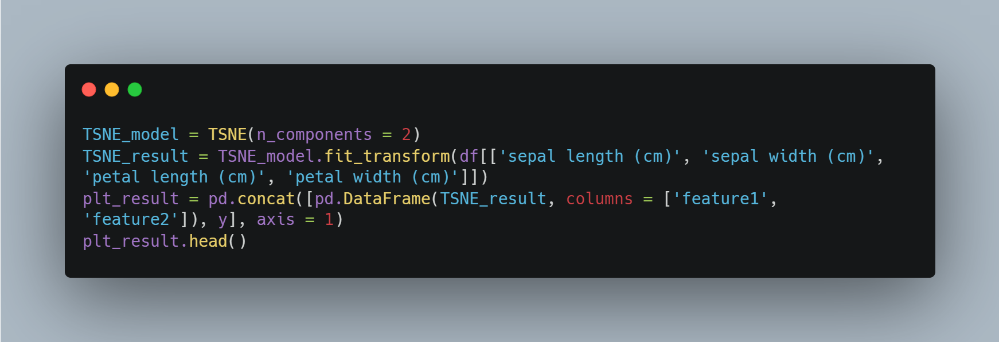 TSNE_model = TSNE(n_components = 2)
TSNE_result = TSNE_model.fit_transform(df[['sepal length (cm)', 'sepal width (cm)',
'petal length (cm)', 'petal width (cm)']])
plt_result = pd.concat([pd.DataFrame(TSNE_result, columns = ['feature1',
'feature2']), y], axis = 1)
plt_result.head()